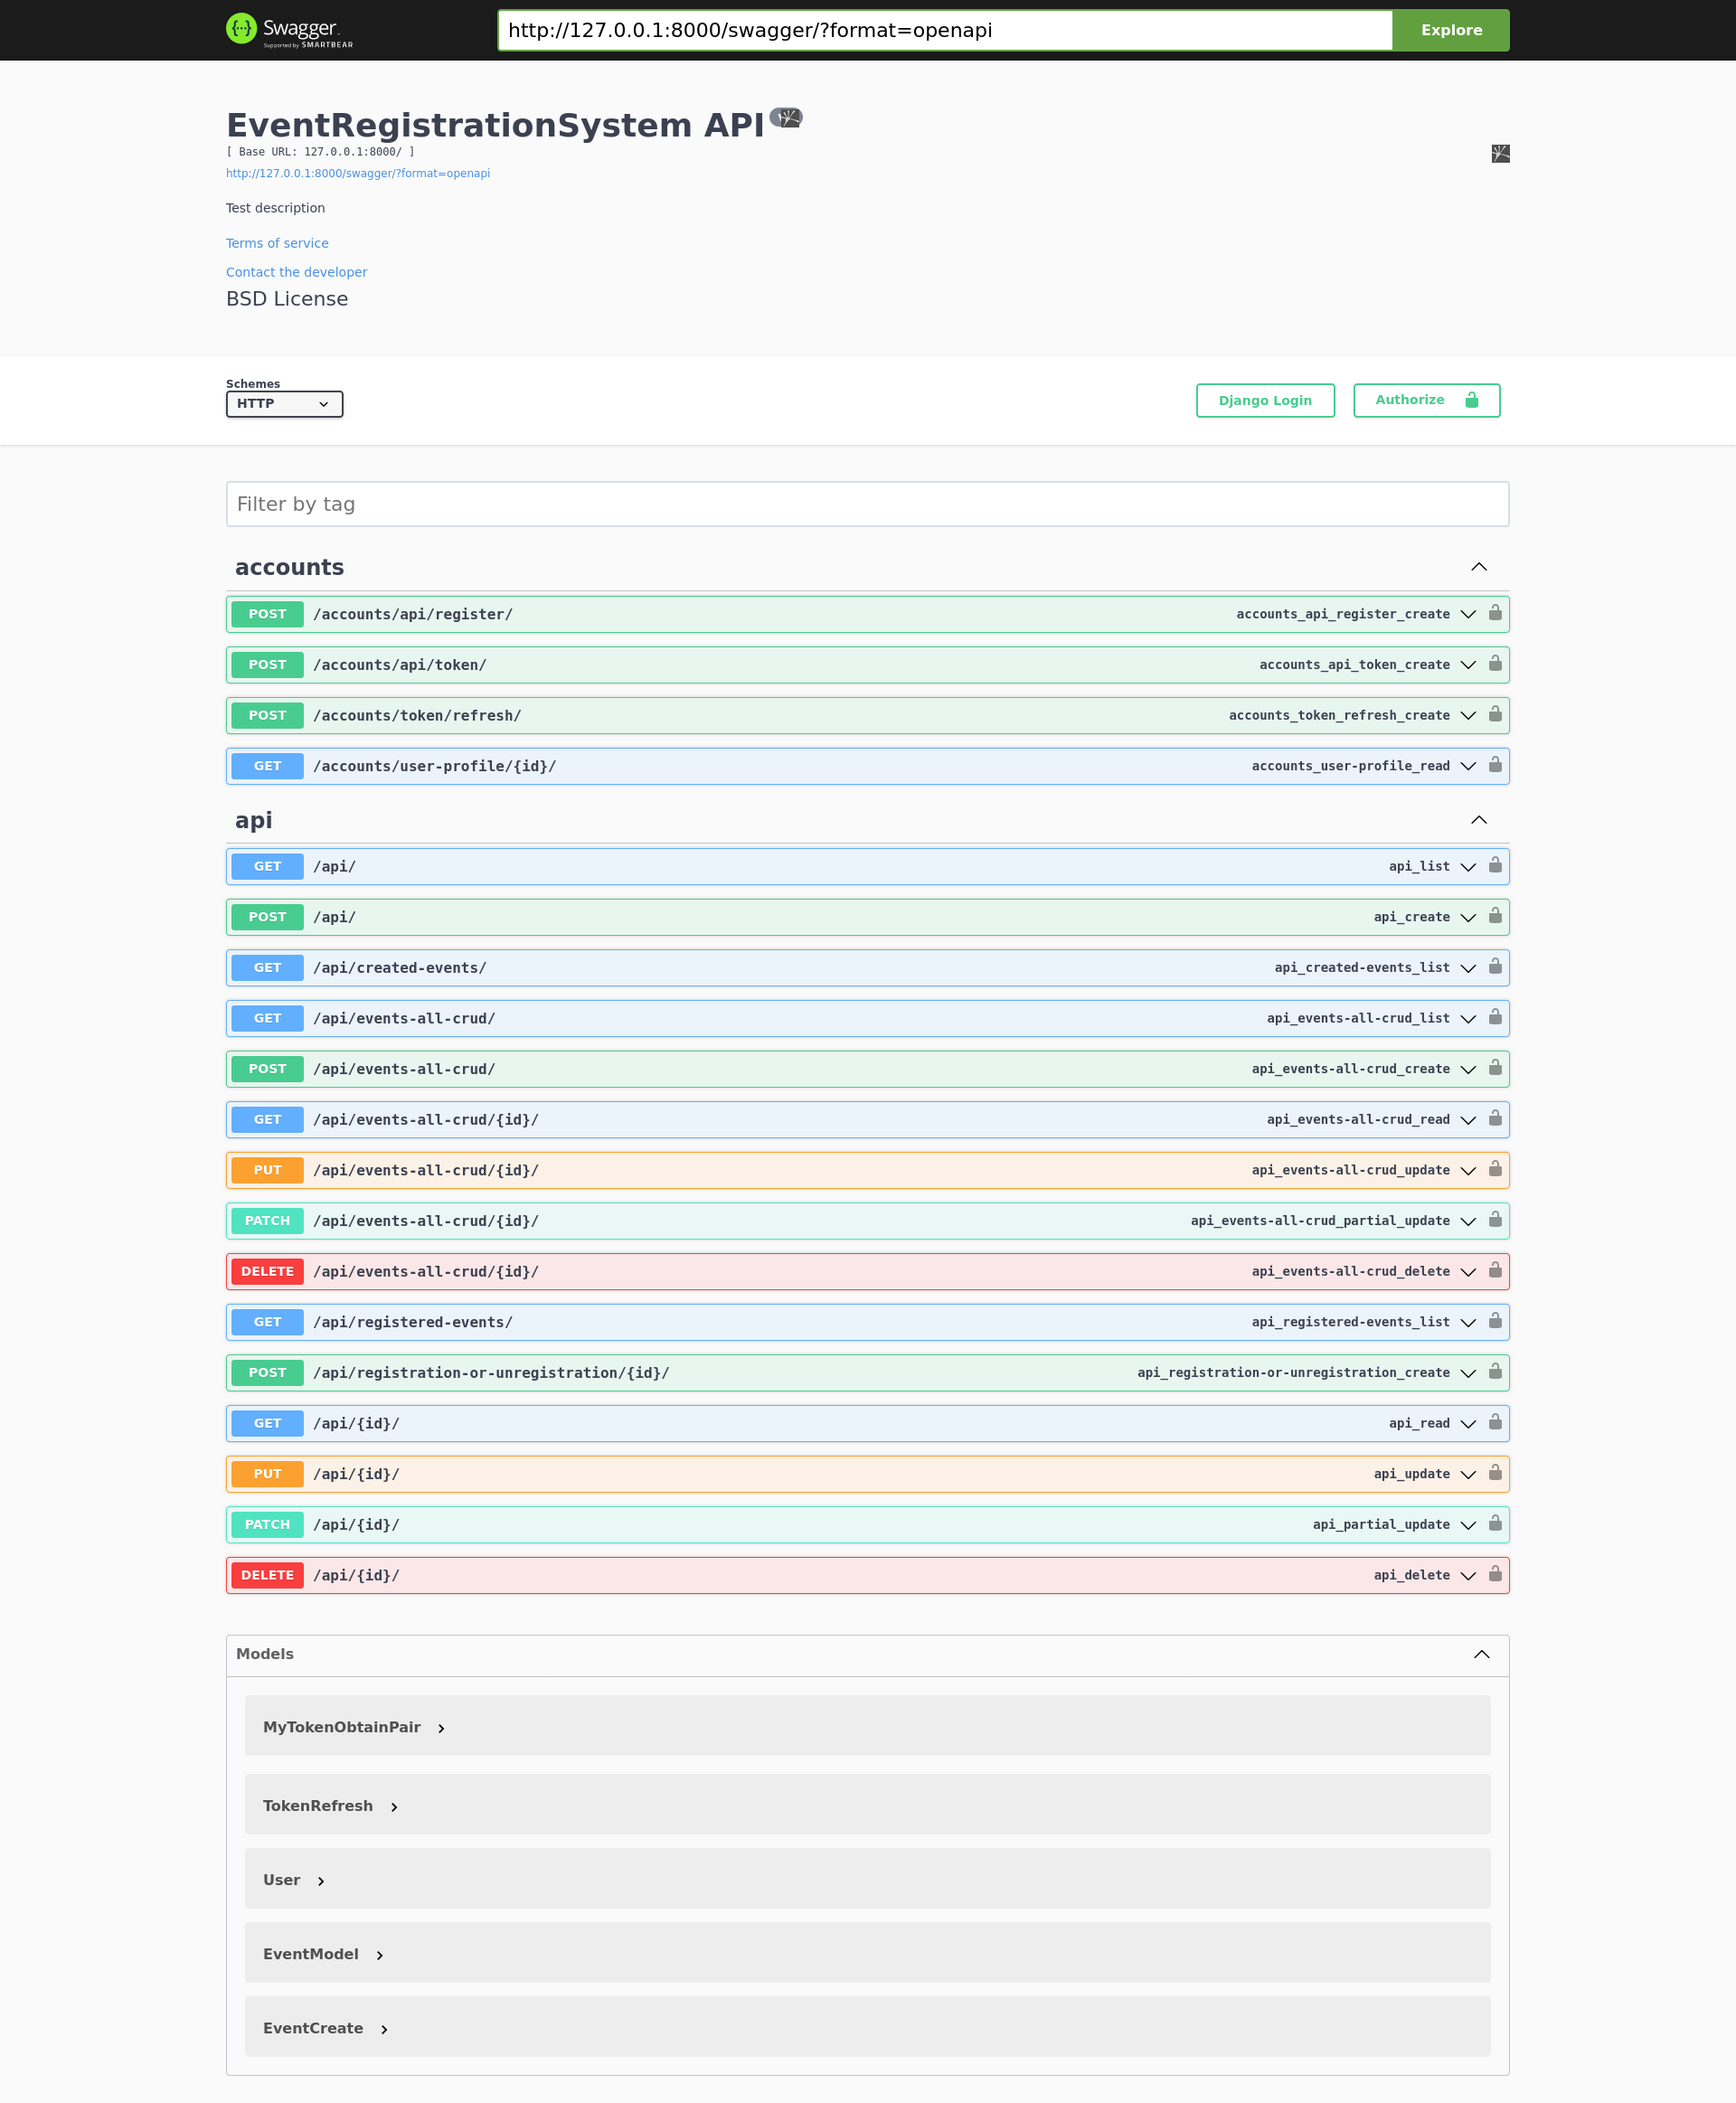 Swagger
Supported by SMARTBEAR
http://127.0.0.1:8000/swagger/?format=openapi
Explore
EventRegistrationSystem API
[ Base URL: 127.0.0.1:8000/ ]
http://127.0.0.1:8000/swagger/?format=openapi
Test description
Terms of service
Contact the developer
BSD License
Schemes
HTTP
Django Login
Authorize
Filter by tag
accounts
POST /accounts/api/register/ accounts_api_register_create
POST /accounts/api/token/ accounts_api_token_create
POST /accounts/token/refresh/ accounts_token_refresh_create
GET /accounts/user-profile/{id}/ accounts_user-profile_read
api
GET /api/ api_list
POST /api/ api_create
GET /api/created-events/ api_created-events_list
GET /api/events-all-crud/ api_events-all-crud_list
POST /api/events-all-crud/ api_events-all-crud_create
GET /api/events-all-crud/{id}/ api_events-all-crud_read
PUT /api/events-all-crud/{id}/ api_events-all-crud_update
PATCH /api/events-all-crud/{id}/ api_events-all-crud_partial_update
DELETE /api/events-all-crud/{id}/ api_events-all-crud_delete
GET /api/registered-events/ api_registered-events_list
POST /api/registration-or-unregistration/{id}/ api_registration-or-unregistration_create
GET /api/{id}/ api_read
PUT /api/{id}/ api_update
PATCH /api/{id}/ api_partial_update
DELETE /api/{id}/ api_delete
Models
MyTokenObtainPair
TokenRefresh
User
EventModel
EventCreate